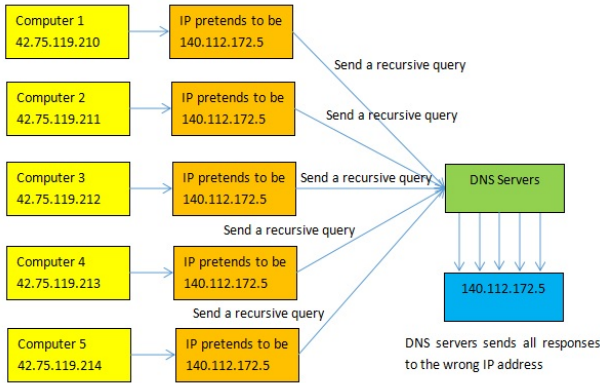 Computer 1
42.75.119.210
IP pretends to be
140.112.172.5
Send a recursive query
Computer 2
42.75.119.211
IP pretends to be
140.112.172.5
Send a recursive query
Computer 3
42.75.119.212
IP pretends to be
140.112.172.5
Send a recursive query
DNS Servers
Send a recursive query
Computer 4
42.75.119.213
IP pretends to be
140.112.172.5
140.112.172.5
Send a recursive query
Computer 5
42.75.119.214
IP pretends to be
140.112.172.5
DNS servers sends all responses
to the wrong IP address